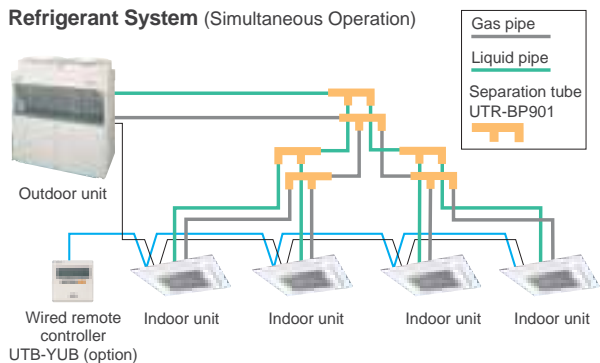 Refrigerant System (Simultaneous Operation)
Gas pipe
Liquid pipe
Separation tube
UTR-BP901
Outdoor unit
Wired remote
controller
UTB-YUB (option)
Indoor unit
Indoor unit
Indoor unit
Indoor unit